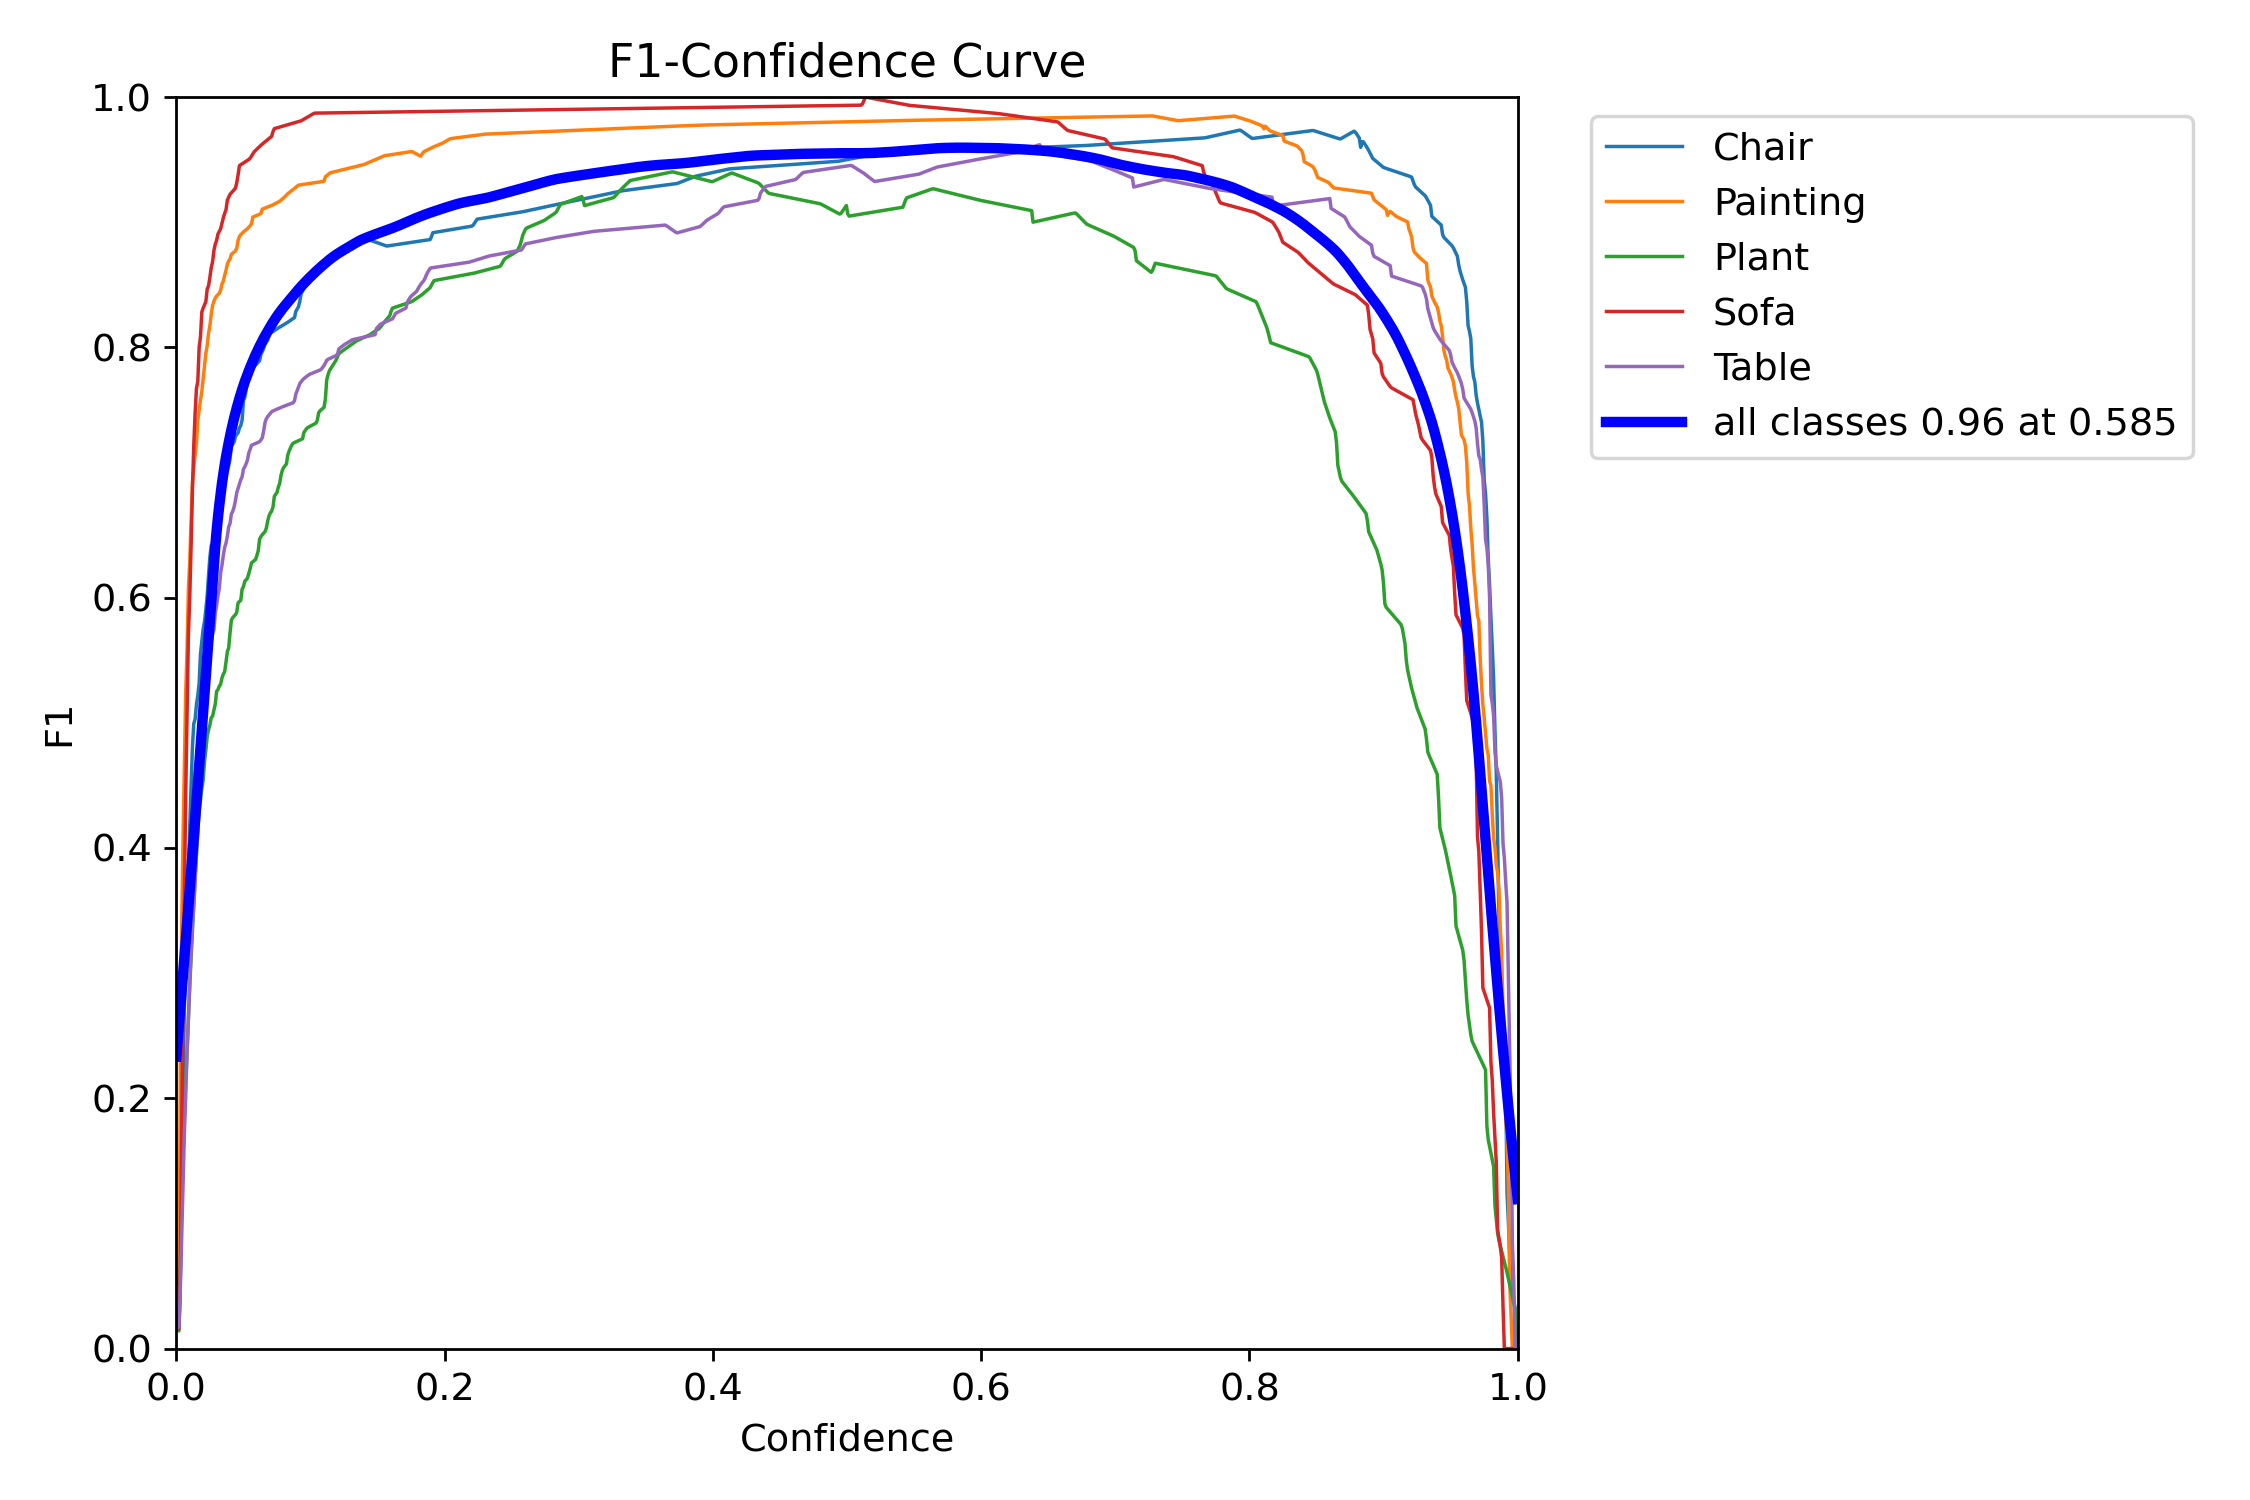 F1-Confidence Curve
1.0
0.8
0.6
0.4
0.2
0.0
F1
0.0 0.2 0.4 0.6 0.8 1.0
Confidence
Chair
Painting
Plant
Sofa
Table
all classes 0.96 at 0.585